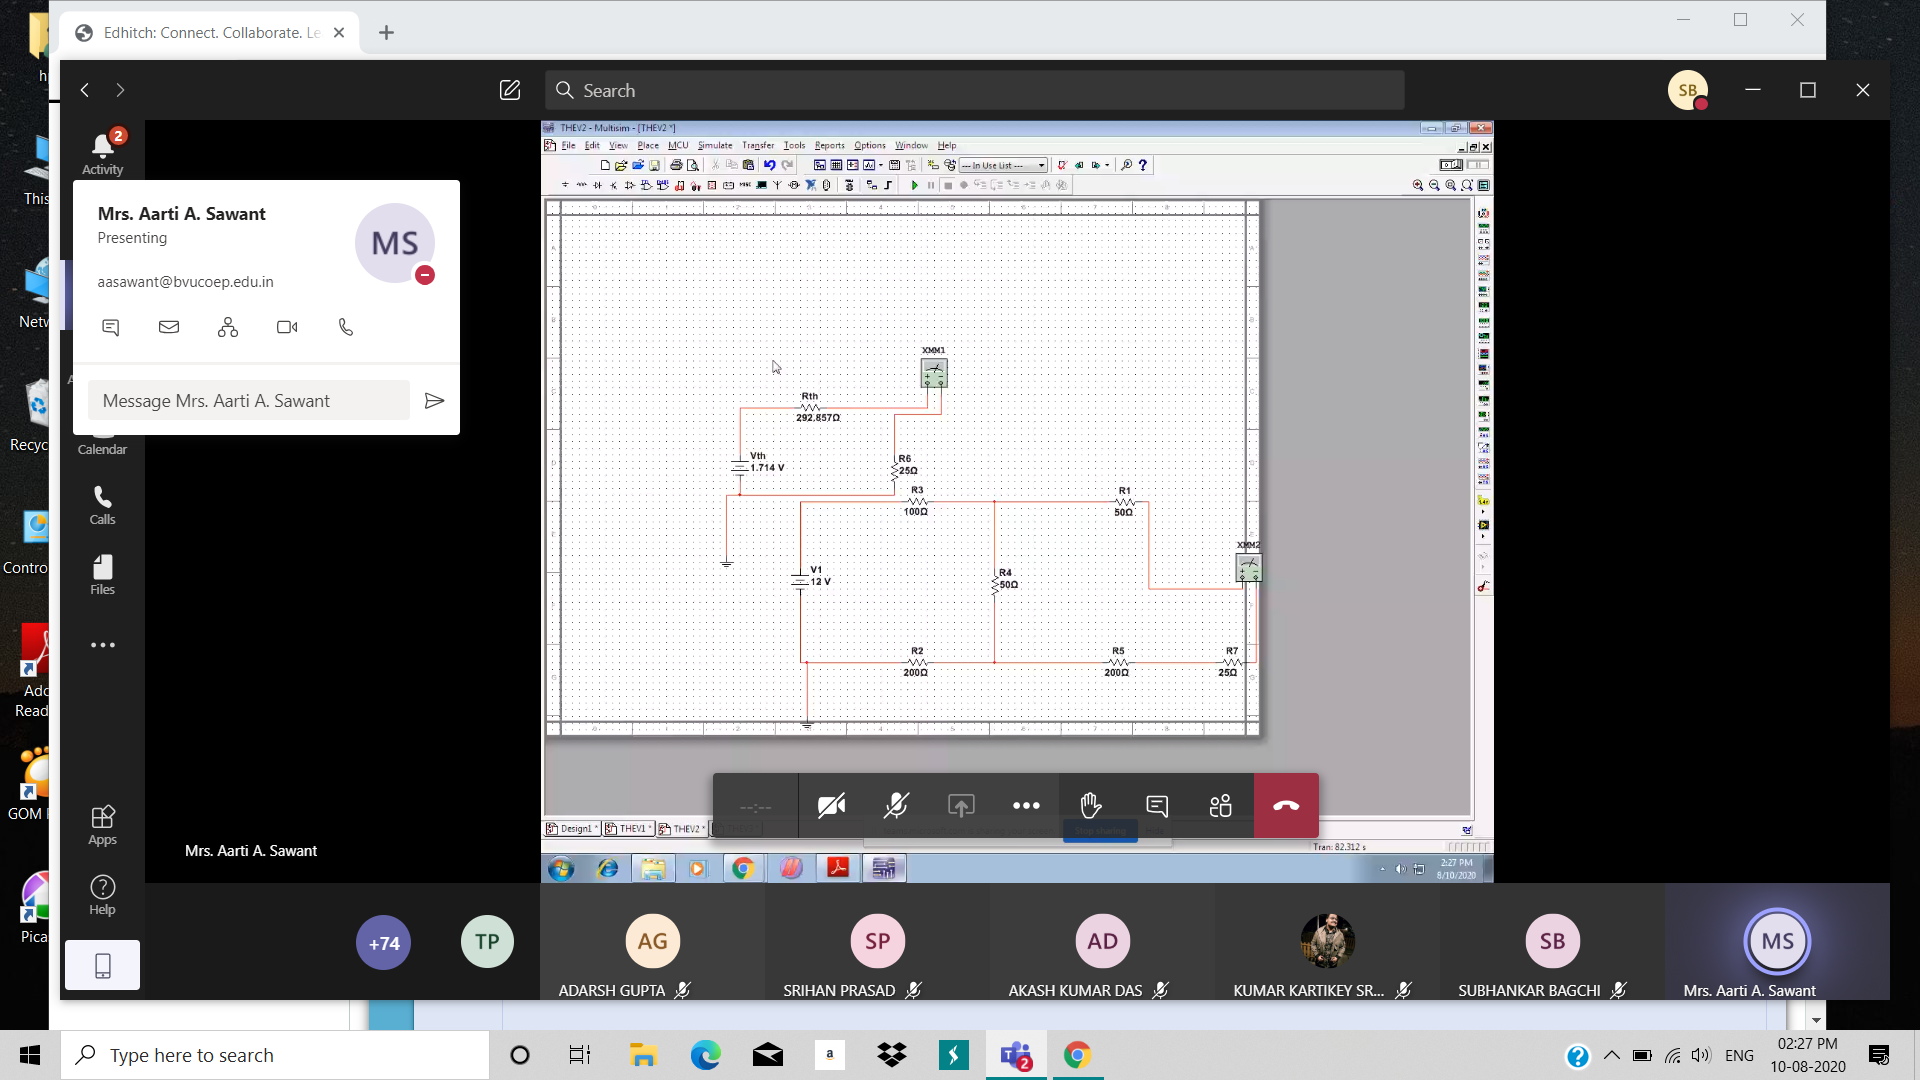 Edhitch: Connect. Collaborate. Le
Search
SB
2
Activity
Mrs. Aarti A. Sawant
Presenting
MS
aasawant@bvucoep.edu.in
Message Mrs. Aarti A. Sawant
Calendar
Calls
Files
Apps
Help
This
Netw
Recyc
Contro
Ado
Read
GOM
Pica
THEV2 - Multisim - [THEV2 *]
File Edit View Place MCU Simulate Transfer Tools Reports Options Window Help
--- In Use List ---
XMM1
Rth
292.857Ω
Vth
1.714 V
R6
25Ω
R3
100Ω
R1
50Ω
XMM2
V1
12 V
R4
50Ω
R2
200Ω
R5
200Ω
R7
25Ω
Design1 * THEV1 * THEV2 *
Stop sharing
Tran: 82.312 s
2:27 PM
8/10/2020
Mrs. Aarti A. Sawant
+74
TP
AG
SP
AD
SB
MS
ADARSH GUPTA
SRIHAN PRASAD
AKASH KUMAR DAS
KUMAR KARTIKEY SR...
SUBHANKAR BAGCHI
Mrs. Aarti A. Sawant
Type here to search
a
2
ENG
02:27 PM
10-08-2020